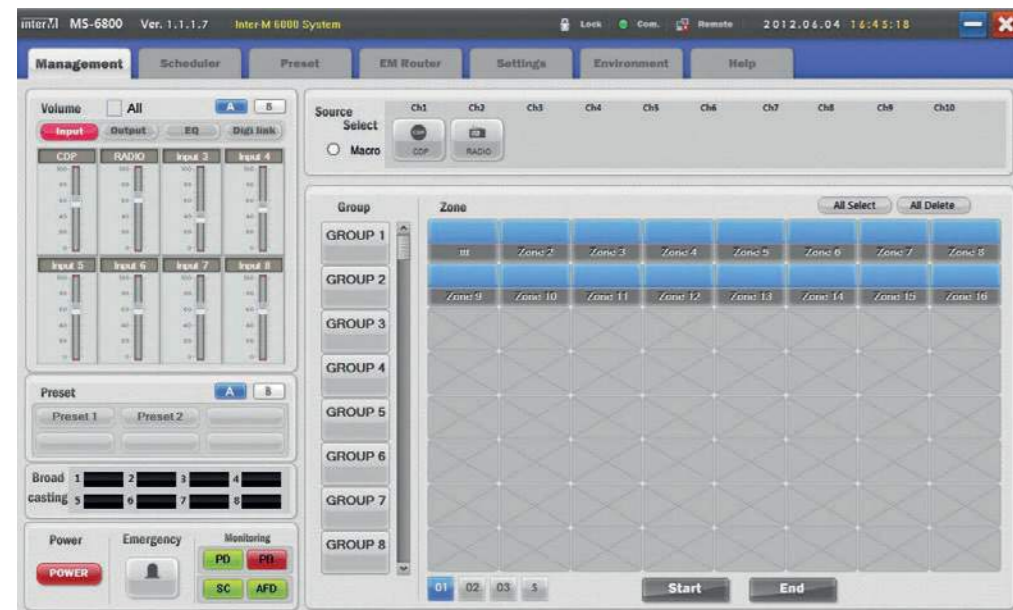 inter-M MS-6800 Ver. 1.1.1.7 Inter-M 6000 System Lock Com. Remote 2012.06.04 16:45:18
Management Scheduler Preset EM Router Settings Environment Help
Volume All A B
Input Output EQ Digi link
CDP RADIO Input 3 Input 4
Input 5 Input 6 Input 7 Input 8
Preset A B
Preset 1 Preset 2
Broad 1 2 3 4
casting 5 6 7 8
Power Emergency Monitoring
POWER PD PD
SC AFD
Source Select Ch1 Ch2 Ch3 Ch4 Ch5 Ch6 Ch7 Ch8 Ch9 Ch10
Macro CDP RADIO
Group Zone All Select All Delete
GROUP 1
GROUP 2
GROUP 3
GROUP 4
GROUP 5
GROUP 6
GROUP 7
GROUP 8
Zone 2 Zone 3 Zone 4 Zone 5 Zone 6 Zone 7 Zone 8
Zone 9 Zone 10 Zone 11 Zone 12 Zone 13 Zone 14 Zone 15 Zone 16
01 02 03 S Start End